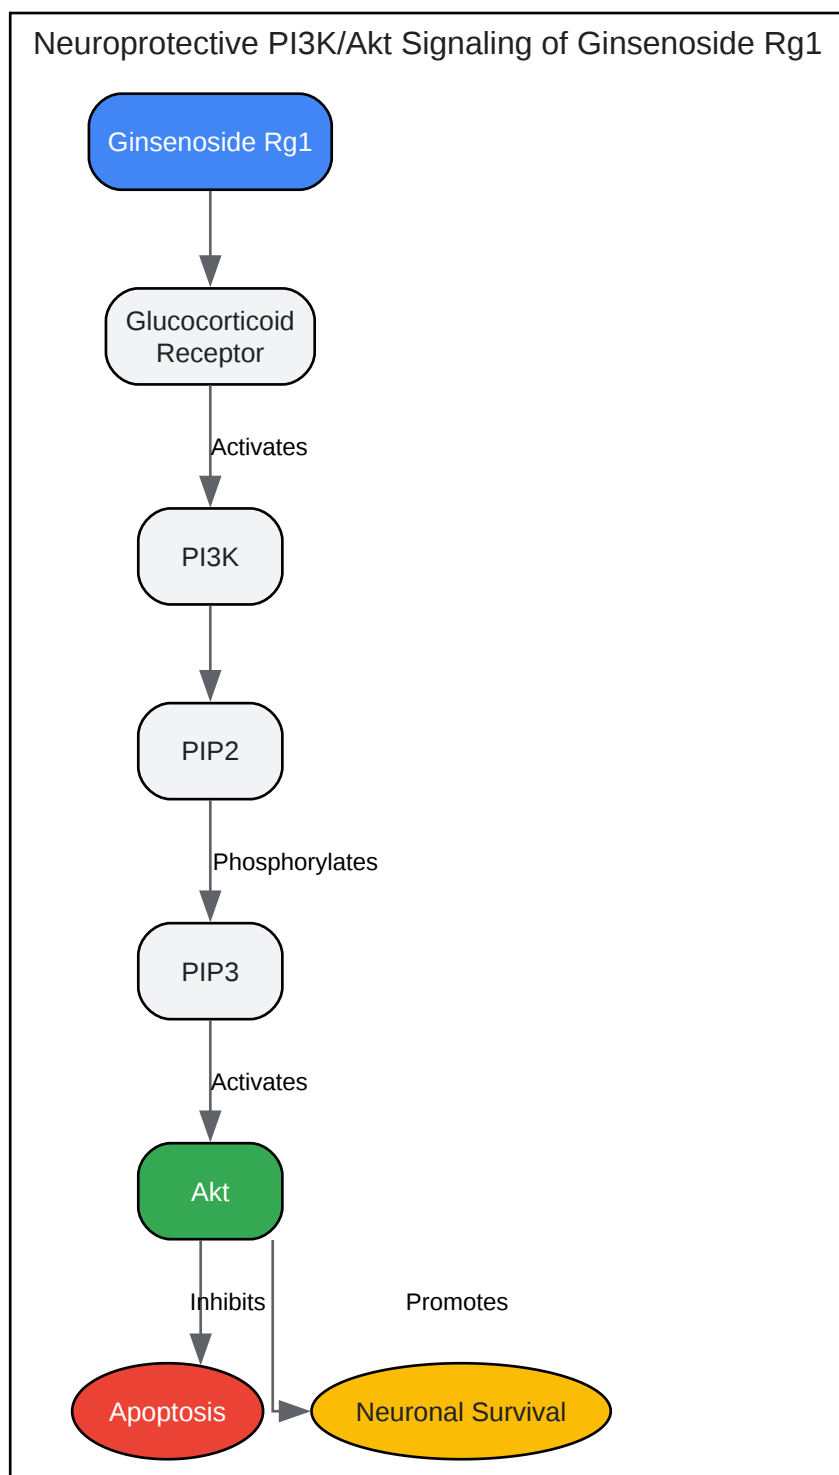 Neuroprotective PI3K/Akt Signaling of Ginsenoside Rg1
Ginsenoside Rg1
Glucocorticoid
Receptor
Activates
PI3K
PIP2
Phosphorylates
PIP3
Activates
Akt
Inhibits
Promotes
Apoptosis
Neuronal Survival